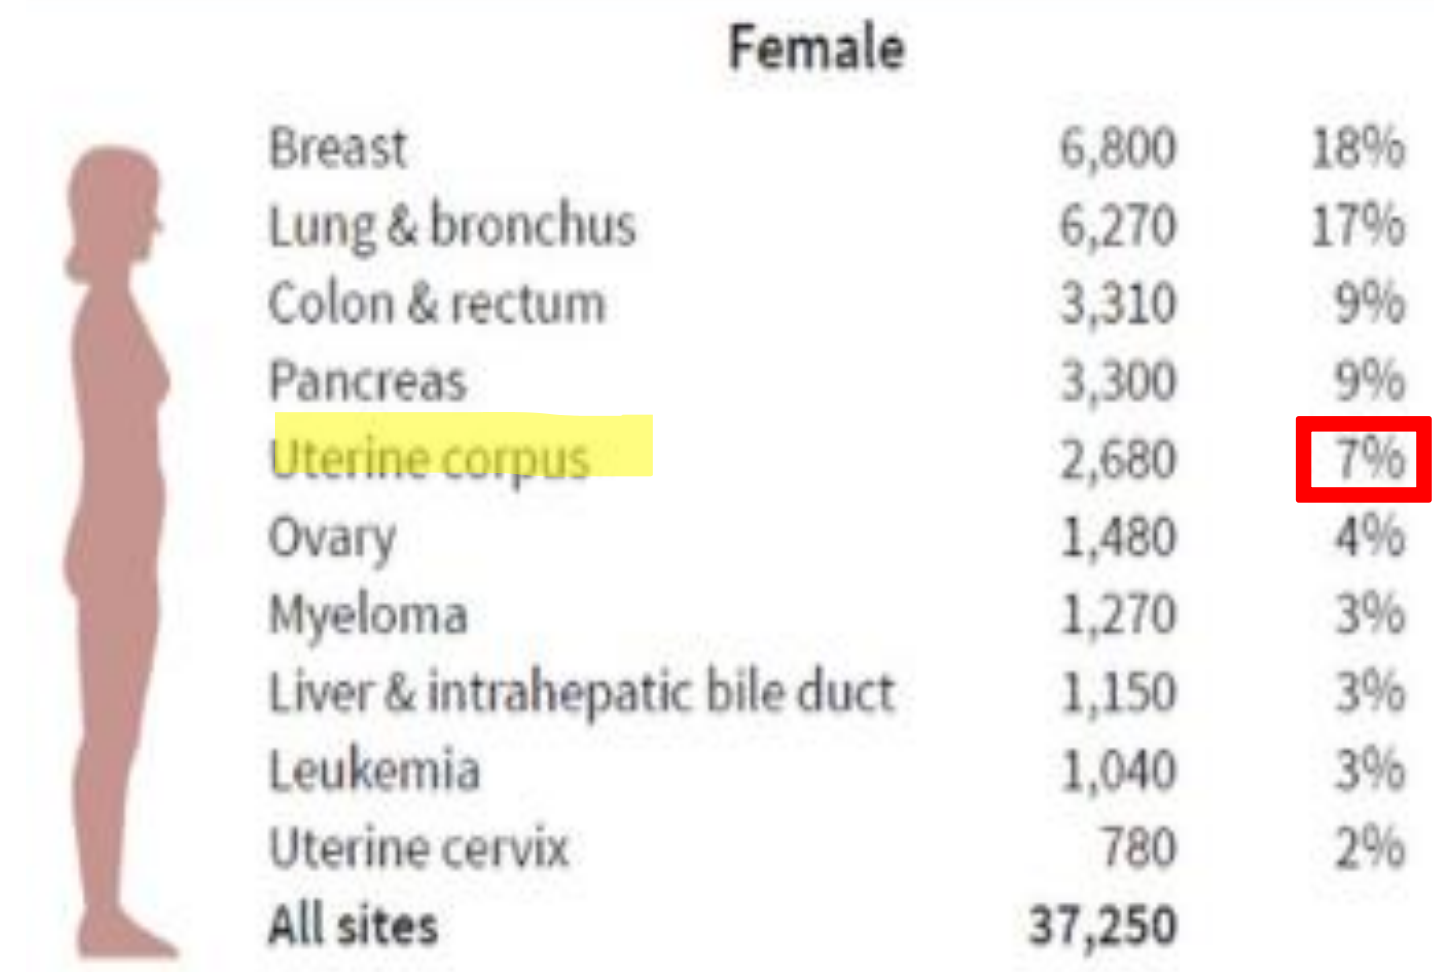 Female
Breast 6,800 18%
Lung & bronchus 6,270 17%
Colon & rectum 3,310 9%
Pancreas 3,300 9%
Uterine corpus 2,680 7%
Ovary 1,480 4%
Myeloma 1,270 3%
Liver & intrahepatic bile duct 1,150 3%
Leukemia 1,040 3%
Uterine cervix 780 2%
All sites 37,250